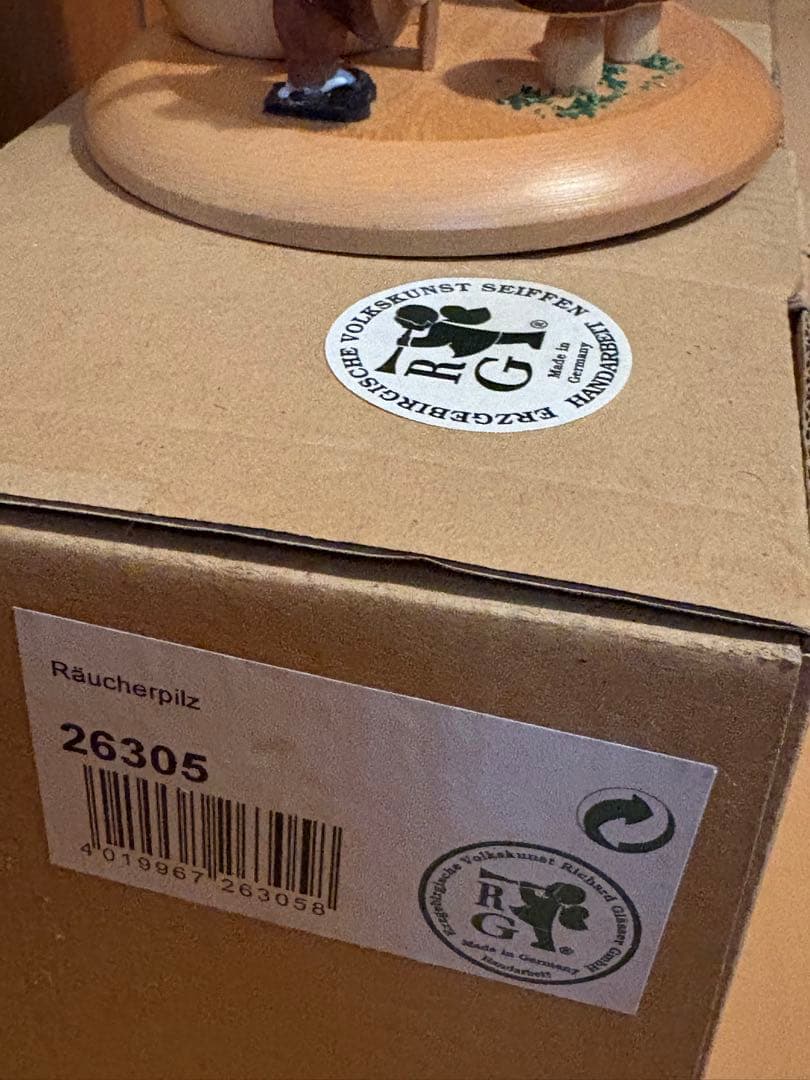 ERZGEBIRGISCHE VOLKSKUNST SEIFFEN HANDARBEIT
RG ®
Made in
Germany
Räucherpilz
26305
4 019967 263058
Erzgebirgische Volkskunst Richard Glässer GmbH
RG ®
Made in Germany
Handarbeit